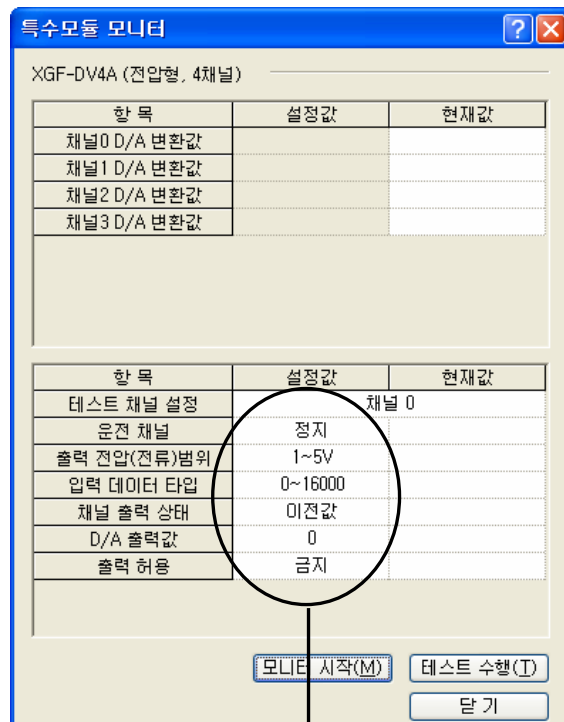 특수모듈 모니터
XGF-DV4A (전압형, 4채널)
항 목 설정값 현재값
채널0 D/A 변환값
채널1 D/A 변환값
채널2 D/A 변환값
채널3 D/A 변환값
항 목 설정값 현재값
테스트 채널 설정 채널 0
운전 채널 정지
출력 전압(전류)범위 1~5V
입력 데이터 타입 0~16000
채널 출력 상태 이전값
D/A 출력값 0
출력 허용 금지
모니터 시작(M) 테스트 수행(T)
닫 기